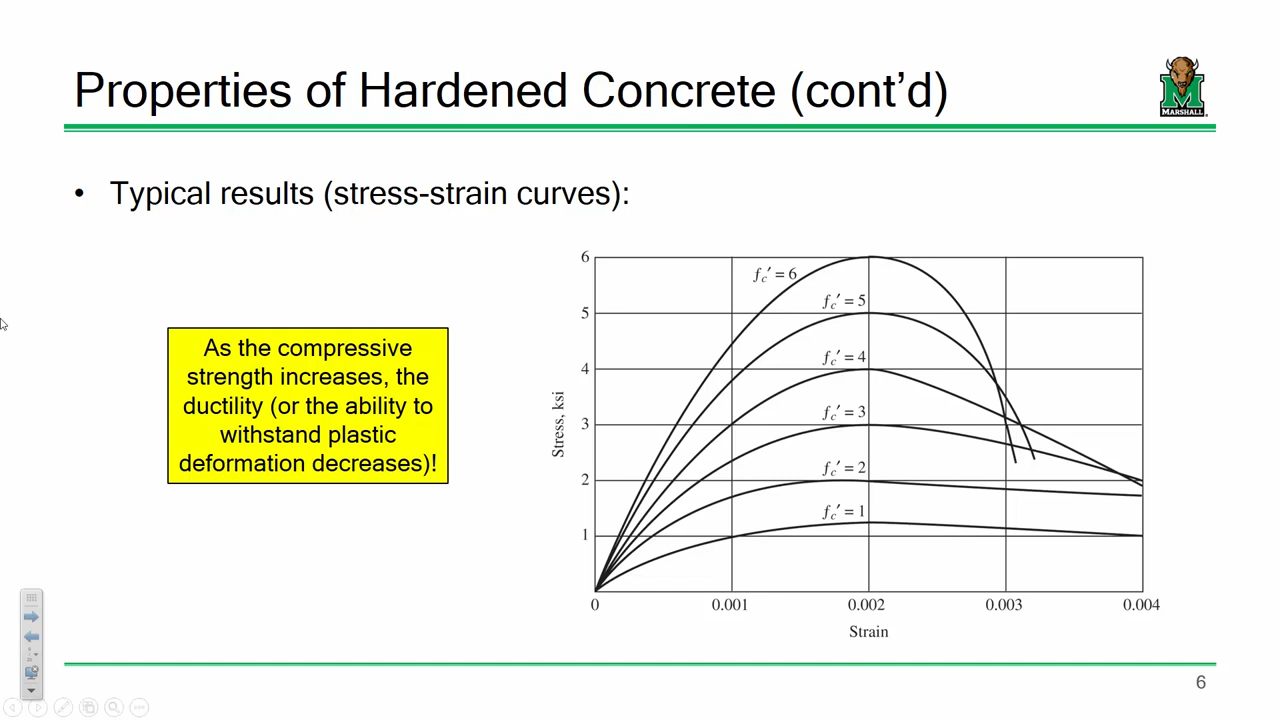 Properties of Hardened Concrete (cont’d)
MARSHALL
• Typical results (stress-strain curves):
As the compressive
strength increases, the
ductility (or the ability to
withstand plastic
deformation decreases)!
6
5
4
3
2
1
Stress, ksi
fc′ = 6
fc′ = 5
fc′ = 4
fc′ = 3
fc′ = 2
fc′ = 1
0 0.001 0.002 0.003 0.004
Strain
6